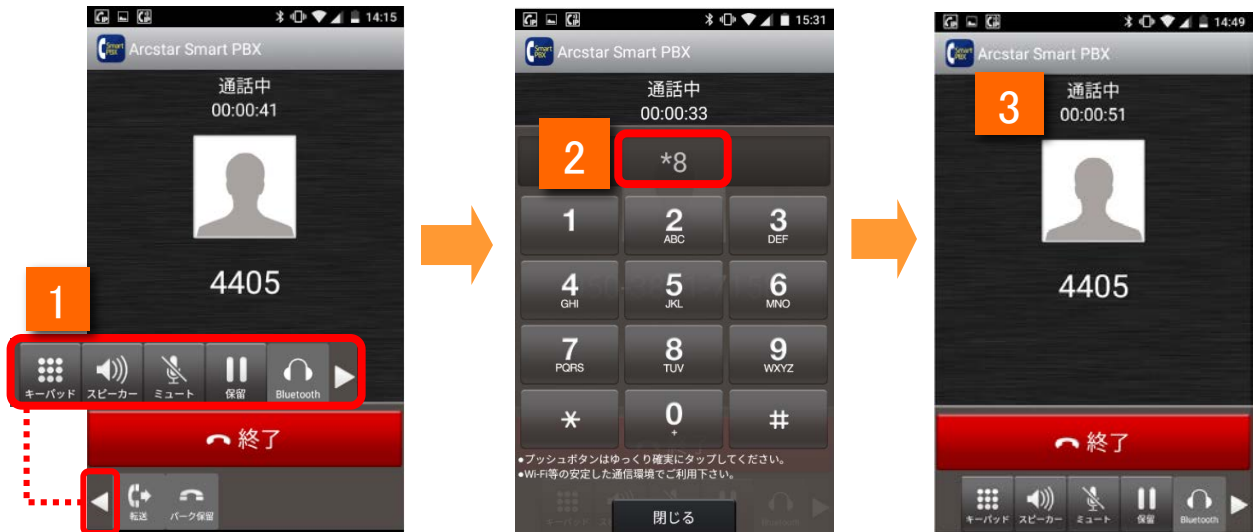 14:15
Arcstar Smart PBX
通話中
00:00:41
4405
1
キーパッド
スピーカー
ミュート
保留
Bluetooth
終了
転送
パーク保留
15:31
Arcstar Smart PBX
通話中
00:00:33
2
*8
1
2
ABC
3
DEF
4
GHI
5
JKL
6
MNO
7
PQRS
8
TUV
9
WXYZ
*
0
+
#
●プッシュボタンはゆっくり確実にタップしてください。
●Wi-Fi等の安定した通信環境でご利用下さい。
閉じる
14:49
Arcstar Smart PBX
3
通話中
00:00:51
4405
終了
キーパッド
スピーカー
ミュート
保留
Bluetooth